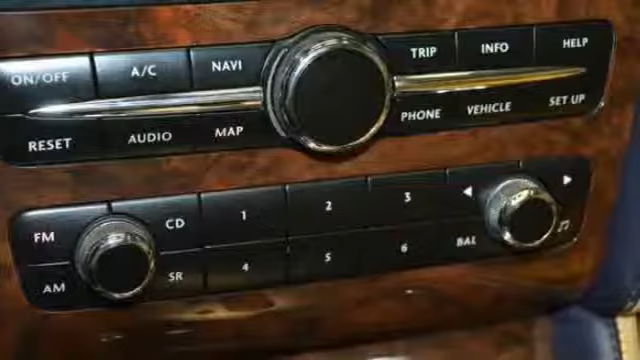 ON/OFF A/C NAVI TRIP INFO HELP
RESET AUDIO MAP PHONE VEHICLE SET UP
FM CD 1 2 3
AM SR 4 5 6 BAL